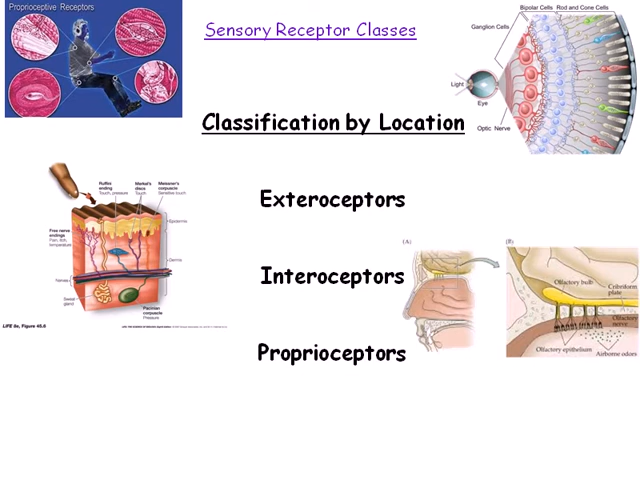 Proprioceptive Receptors
Sensory Receptor Classes
Bipolar Cells Rod and Cone Cells
Ganglion Cells
Light
Eye
Optic Nerve
Classification by Location
Exteroceptors
Interoceptors
Proprioceptors
Ruffini
ending
Touch, pressure
Merkel's
discs
Touch
Meissner's
corpuscle
Sensitive touch
Free nerve
endings
Pain, itch,
temperature
Epidermis
Dermis
Nerves
Sweat
gland
Pacinian
corpuscle
Pressure
LIFE 8e, Figure 45.6
(A)
(B)
Olfactory bulb
Cribriform
plate
Olfactory
nerve
Olfactory epithelium
Airborne odors